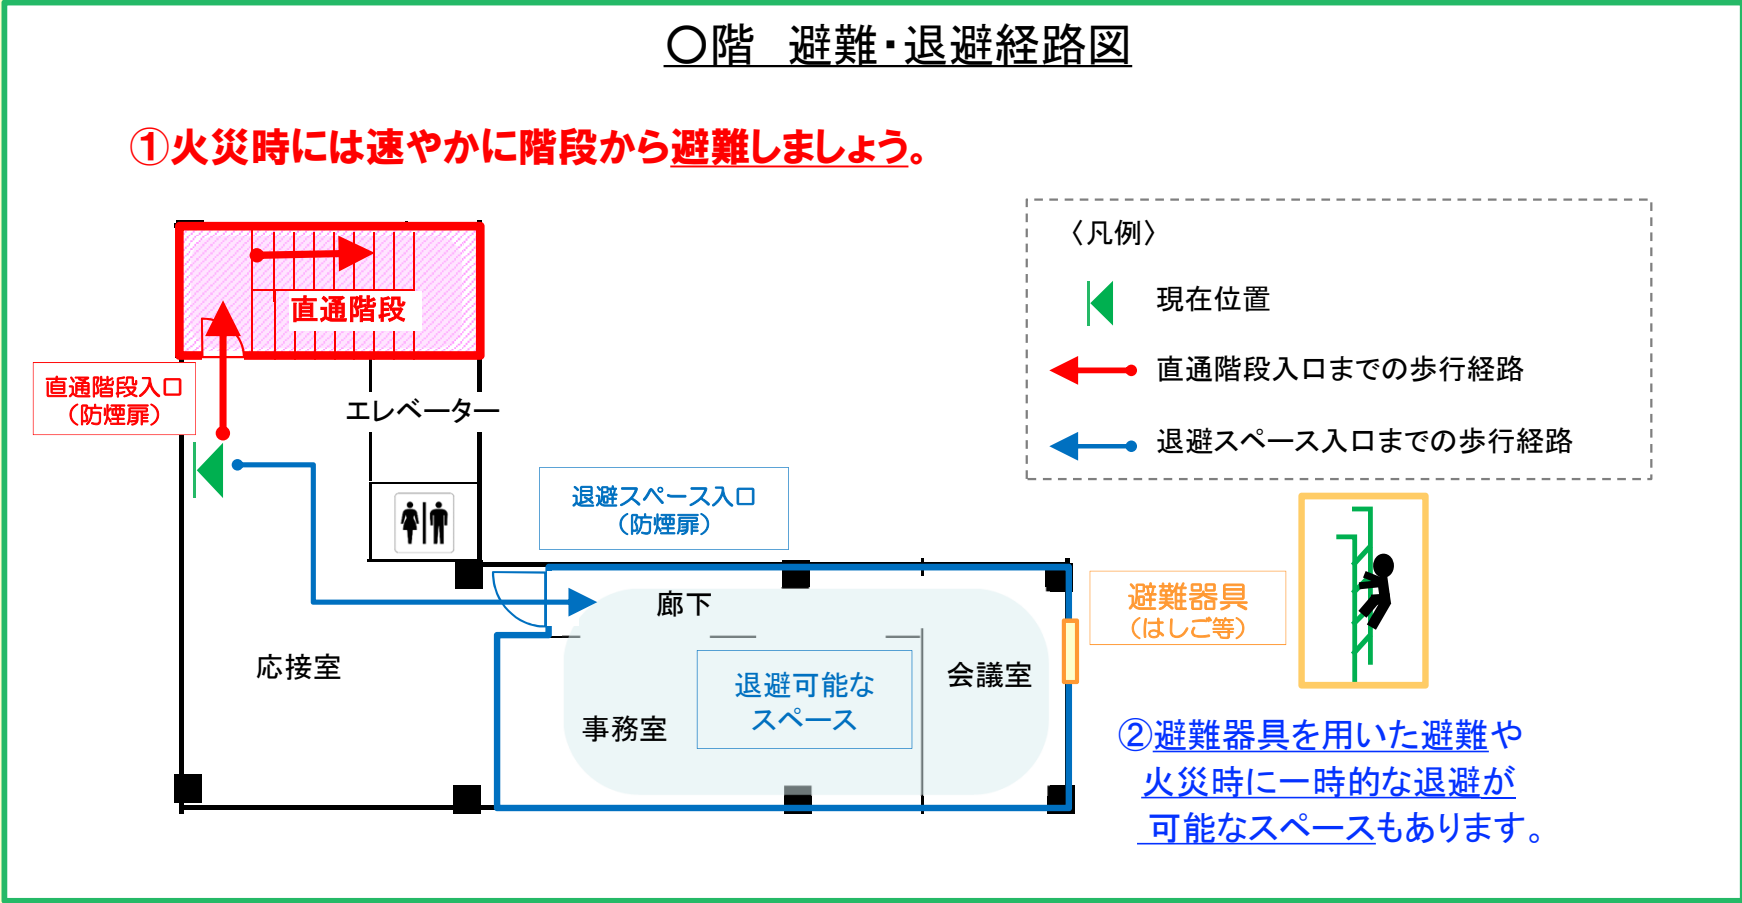 〇階　避難・退避経路図
①火災時には速やかに階段から避難しましょう。
〈凡例〉
現在位置
直通階段入口までの歩行経路
退避スペース入口までの歩行経路
直通階段
直通階段入口
（防煙扉）
エレベーター
退避スペース入口
（防煙扉）
廊下
避難器具
（はしご等）
応接室
会議室
退避可能な
スペース
事務室
②避難器具を用いた避難や
火災時に一時的な退避が
可能なスペースもあります。